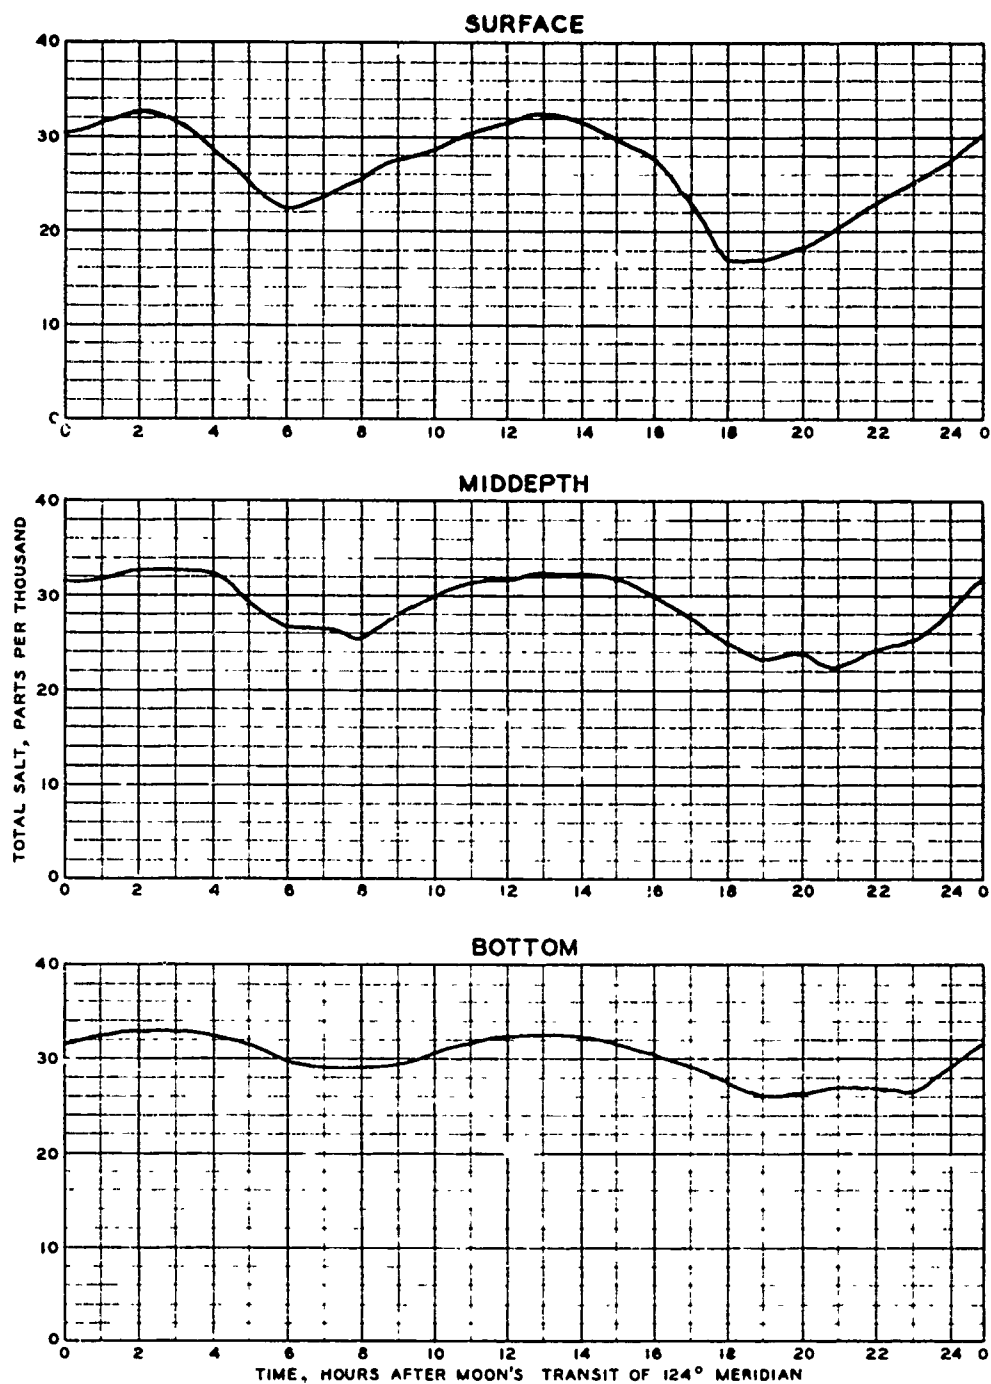 SURFACE
40
30
20
10
0
0 2 4 6 8 10 12 14 16 18 20 22 24 0
MIDDEPTH
TOTAL SALT, PARTS PER THOUSAND
40
30
20
10
0
0 2 4 6 8 10 12 14 16 18 20 22 24 0
BOTTOM
40
30
20
10
0
0 2 4 6 8 10 12 14 16 18 20 22 24 0
TIME, HOURS AFTER MOON'S TRANSIT OF 124° MERIDIAN